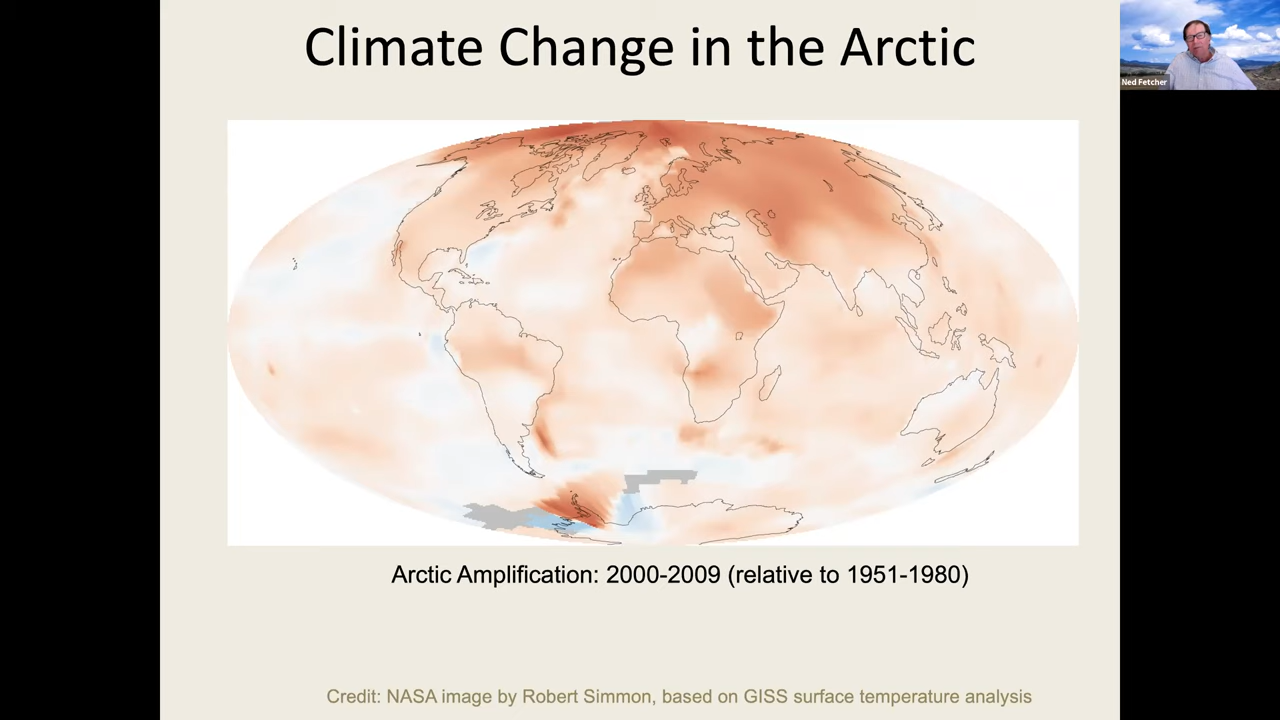 Climate Change in the Arctic
Ned Fetcher
Arctic Amplification: 2000-2009 (relative to 1951-1980)
Credit: NASA image by Robert Simmon, based on GISS surface temperature analysis